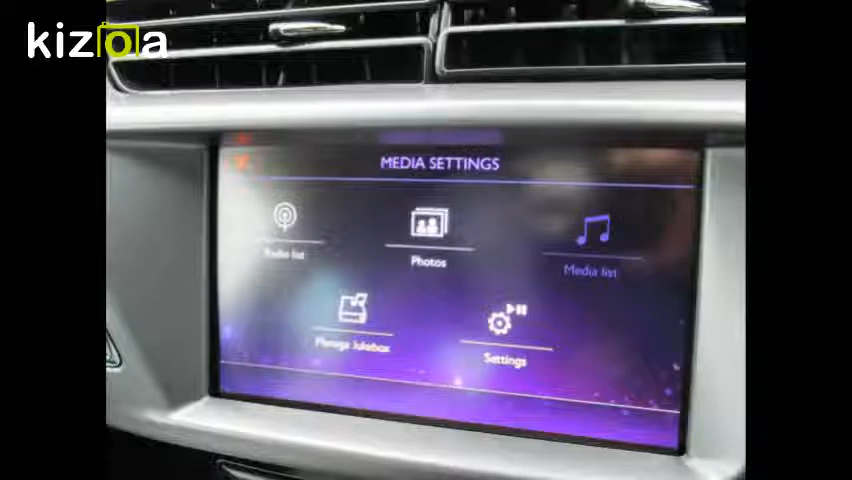 kizoa
MEDIA SETTINGS
Radio list
Photos
Media list
Manage Jukebox
Settings